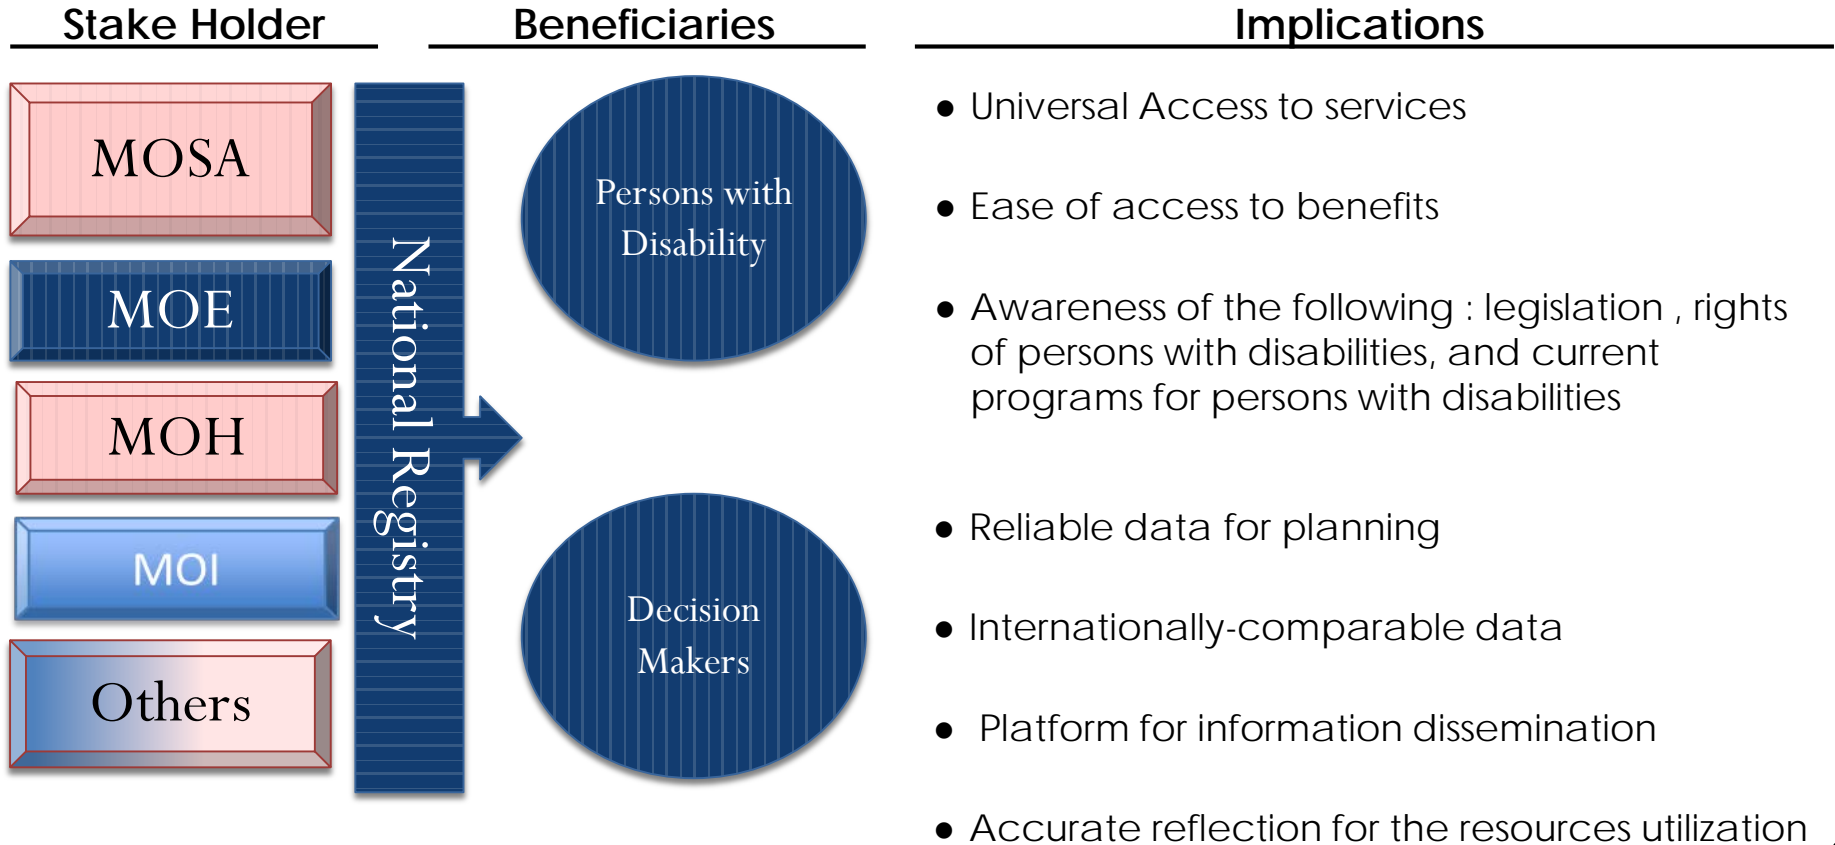 Stake Holder
Beneficiaries
Implications
MOSA
MOE
MOH
MOI
Others
National Registry
Persons with
Disability
Decision
Makers
● Universal Access to services
● Ease of access to benefits
● Awareness of the following : legislation , rights
of persons with disabilities, and current
programs for persons with disabilities
● Reliable data for planning
● Internationally-comparable data
● Platform for information dissemination
● Accurate reflection for the resources utilization